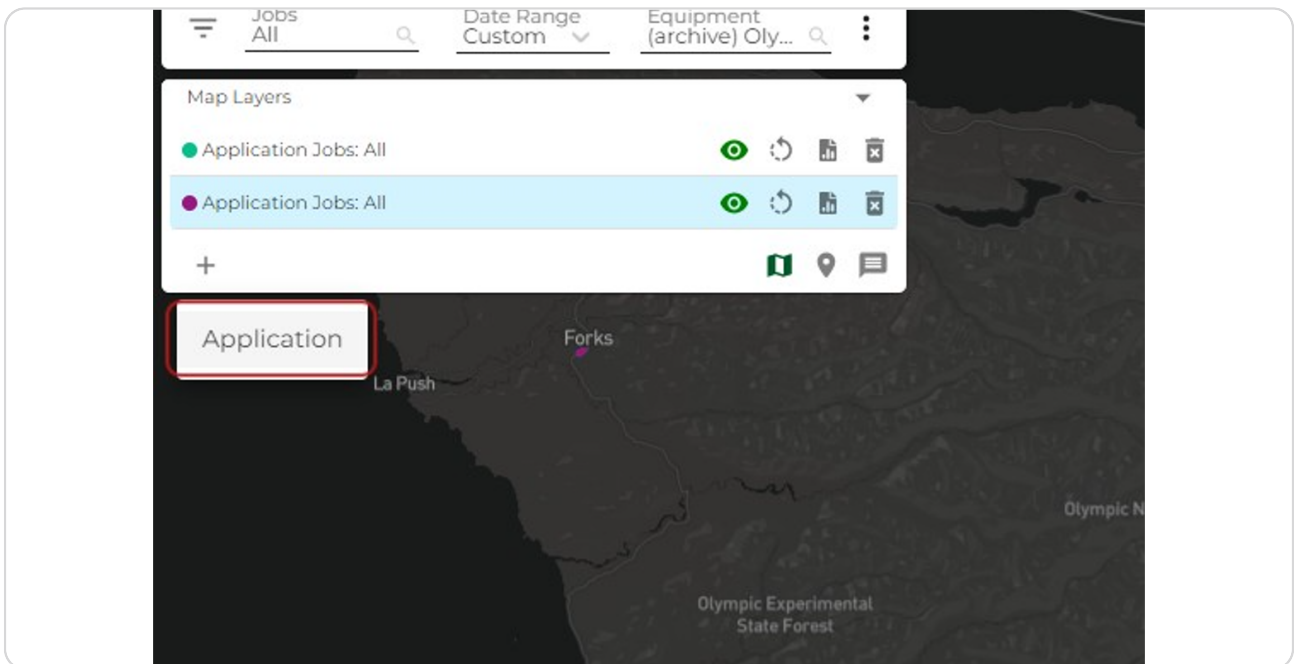 Jobs
All
Date Range
Custom
Equipment
(archive) Oly...
Map Layers
Application Jobs: All
Application Jobs: All
Application
Forks
La Push
Olympic N
Olympic Experimental
State Forest